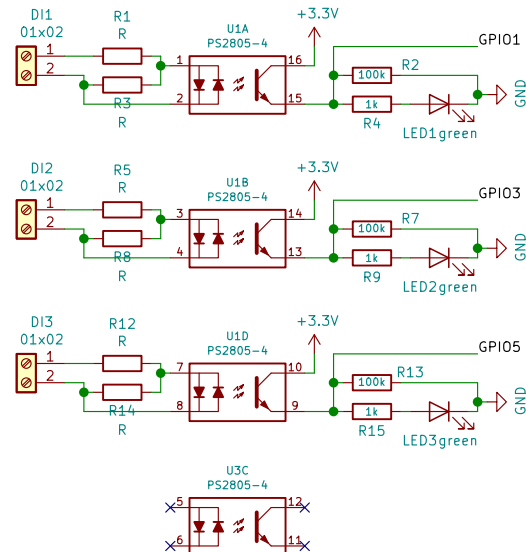 DI1
01x02
1
2
R1
R
R3
R
U1A
PS2805-4
1
2
16
15
+3.3V
GPIO1
100k
R2
1k
R4
LED1green
GND
DI2
01x02
1
2
R5
R
R8
R
U1B
PS2805-4
3
4
14
13
+3.3V
GPIO3
100k
R7
1k
R9
LED2green
GND
DI3
01x02
1
2
R12
R
R14
R
U1D
PS2805-4
7
8
10
9
+3.3V
GPIO5
100k
R13
1k
R15
LED3green
GND
U3C
PS2805-4
5
6
12
11